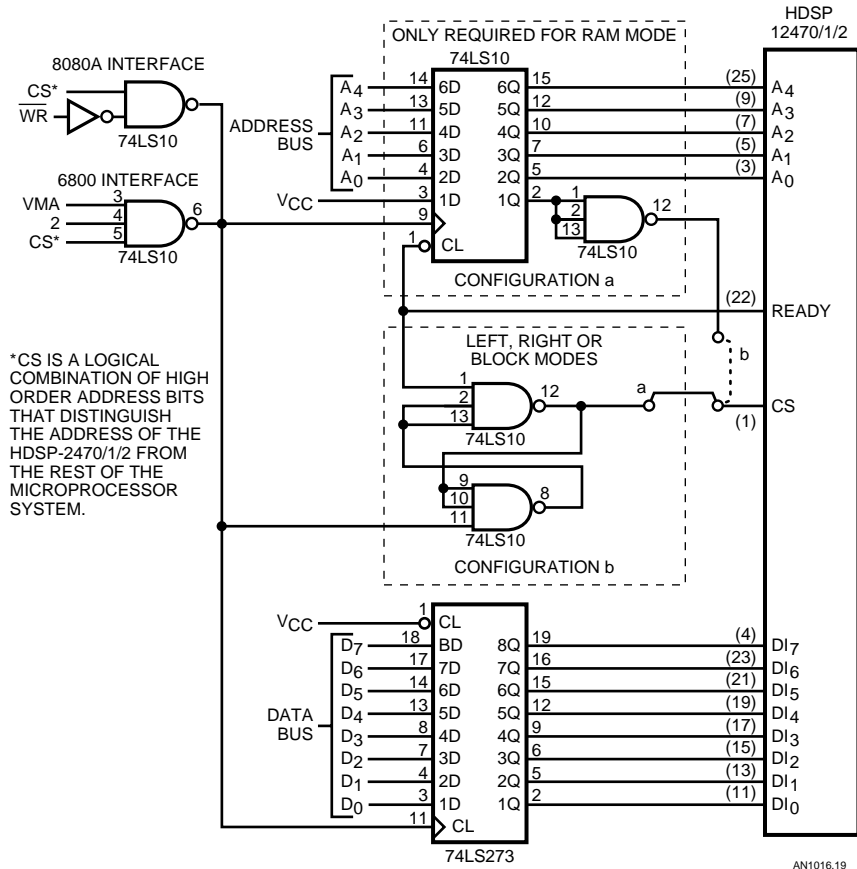 HDSP
12470/1/2
8080A INTERFACE
CS*
WR
74LS10
6800 INTERFACE
VMA 3
2 4
CS* 5
6
74LS10
*CS IS A LOGICAL
COMBINATION OF HIGH
ORDER ADDRESS BITS
THAT DISTINGUISH
THE ADDRESS OF THE
HDSP-2470/1/2 FROM
THE REST OF THE
MICROPROCESSOR
SYSTEM.
ONLY REQUIRED FOR RAM MODE
74LS10
ADDRESS
BUS
A4 14 6D 6Q 15 (25) A4
A3 13 5D 5Q 12 (9) A3
A2 11 4D 4Q 10 (7) A2
A1 6 3D 3Q 7 (5) A1
A0 4 2D 2Q 5 (3) A0
VCC 3 1D 1Q 2
9
1 CL
1
2
13
12
74LS10
CONFIGURATION a
(22) READY
LEFT, RIGHT OR
BLOCK MODES
1
2
13
12
74LS10
a
b
(1) CS
9
10
11
8
74LS10
CONFIGURATION b
VCC 1 CL
DATA
BUS
D7 18 BD 8Q 19 (4) DI7
D6 17 7D 7Q 16 (23) DI6
D5 14 6D 6Q 15 (21) DI5
D4 13 5D 5Q 12 (19) DI4
D3 8 4D 4Q 9 (17) DI3
D2 7 3D 3Q 6 (15) DI2
D1 4 2D 2Q 5 (13) DI1
D0 3 1D 1Q 2 (11) DI0
11 CL
74LS273
AN1016.19